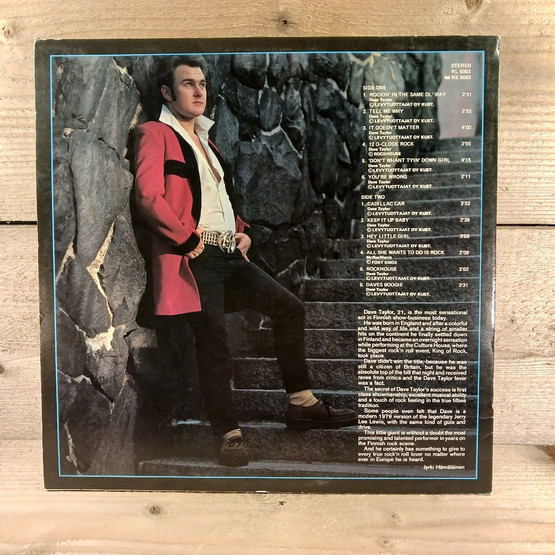 STEREO
RL 5003
tai RK 5003
SIDE ONE
1. ROCKIN' IN THE SAME OL' WAY 2'31
Dave Taylor
© LEVYTUOTTAJAT OY KUST.
2. TELL ME WHY 2'52
Dave Taylor
© LEVYTUOTTAJAT OY KUST.
3. IT DOESN'T MATTER 4'00
Dave Taylor
© LEVYTUOTTAJAT OY KUST.
4. 12 O-CLOCK ROCK 2'55
Dave Taylor
© ROCKHOUSE
5. 'DON'T WHANT TYIN' DOWN GIRL 4'15
Dave Taylor
© LEVYTUOTTAJAT OY KUST.
6. YOU'RE WRONG 2'11
Dave Taylor
© LEVYTUOTTAJAT OY KUST.
SIDE TWO
1. CADILLAC CAR 3'32
Dave Taylor
© LEVYTUOTTAJAT OY KUST.
2. KEEP IT UP BABY
Dave Taylor
© LEVYTUOTTAJAT OY KUST.
3. HEY LITTLE GIRL
Dave Taylor
© LEVYTUOTTAJAT OY KUST.
4. ALL SHE WANTS TO DO IS ROCK
© FORT KNOX
5. ROCKHOUSE 3'02
Dave Taylor
© LEVYTUOTTAJAT OY KUST.
6. DAVES BOOGIE 2'31
Dave Taylor
© LEVYTUOTTAJAT OY KUST.
Dave Taylor, 21, is the most sensational
act in Finnish show-business today.
He was born in England and after a colorful
and wild way of life and a string of smaller
hits on the continent he finally settled down
in Finland and became an overnight sensation
while performing at the Culture House, where
the biggest rock'n roll event, King of Rock,
took place.
Dave didn't win the title, because he was
still a citizen of Britain, but he was the
absolute top of the bill that night and received
raves from critics and the Dave Taylor fever
was a fact.
The secret of Dave Taylor's success is first
class showmanship, excellent musical ability
and a touch of rock feeling in the true fifties
tradition.
Some people even felt that Dave is a
modern 1979 version of the legendary Jerry
Lee Lewis, with the same kind of guts and
drive.
This little giant is without a doubt the most
promising and talented performer in years on
the Finnish rock scene.
And he certainly has something to give to
every true rock'n roll lover no matter where
ever in Europe he is heard.
Jyrki Hämäläinen